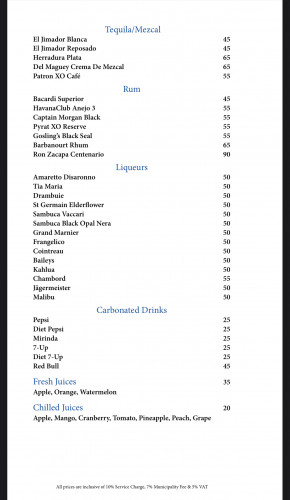 Tequila/Mezcal
El Jimador Blanca 45
El Jimador Reposado 45
Herradura Plata 65
Del Maguey Crema De Mezcal 65
Patron XO Café 55
Rum
Bacardi Superior 45
HavanaClub Anejo 3 55
Captain Morgan Black 55
Pyrat XO Reserve 55
Gosling's Black Seal 55
Barbanourt Rhum 65
Ron Zacapa Centenario 90
Liqueurs
Amaretto Disaronno 50
Tia Maria 50
Drambuie 50
St Germain Elderflower 50
Sambuca Vaccari 50
Sambuca Black Opal Nera 50
Grand Marnier 50
Frangelico 50
Cointreau 50
Baileys 50
Kahlua 50
Chambord 55
Jägermeister 50
Malibu 50
Carbonated Drinks
Pepsi 25
Diet Pepsi 25
Mirinda 25
7-Up 25
Diet 7-Up 25
Red Bull 45
Fresh Juices 35
Apple, Orange, Watermelon
Chilled Juices 20
Apple, Mango, Cranberry, Tomato, Pineapple, Peach, Grape
All prices are inclusive of 10% Service Charge, 7% Municipality Fee & 5% VAT